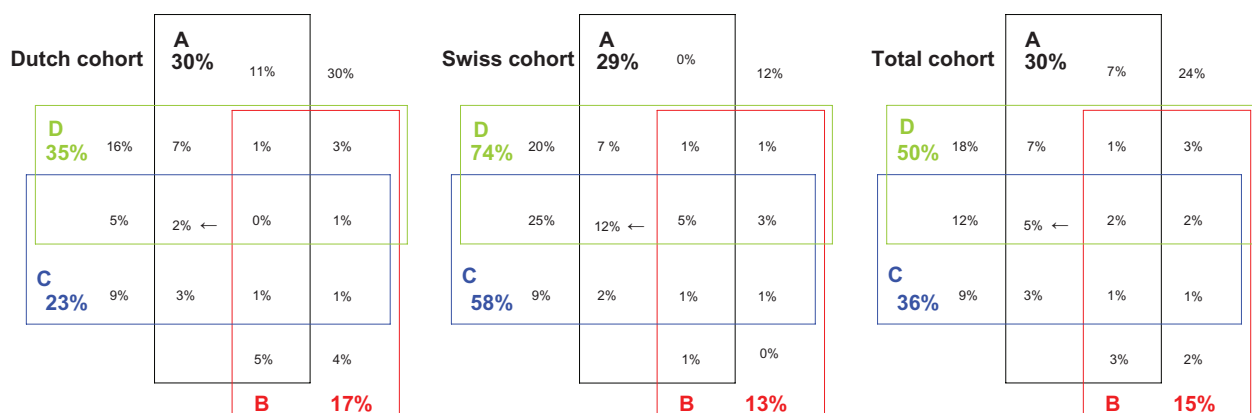 A
Dutch cohort 30%
11% 30%
D
35% 16% 7% 1% 3%
5% 2% ← 0% 1%
C
23% 9% 3% 1% 1%
5% 4%
B 17%
A
Swiss cohort 29%
0% 12%
D
74% 20% 7 % 1% 1%
25% 12% ← 5% 3%
C
58% 9% 2% 1% 1%
1% 0%
B 13%
A
Total cohort 30%
7% 24%
D
50% 18% 7% 1% 3%
12% 5% ← 2% 2%
C
36% 9% 3% 1% 1%
3% 2%
B 15%